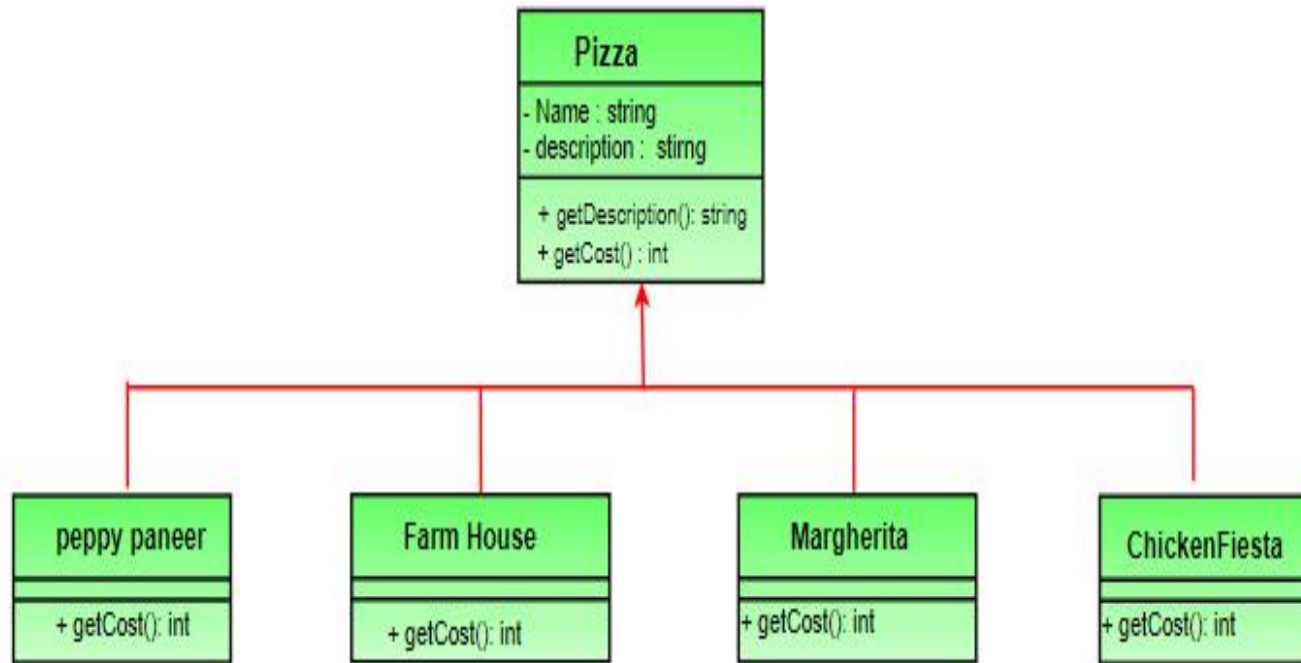 Pizza
- Name : string
- description : stirng
+ getDescription(): string
+ getCost() : int
peppy paneer
+ getCost(): int
Farm House
+ getCost(): int
Margherita
+ getCost(): int
ChickenFiesta
+ getCost(): int